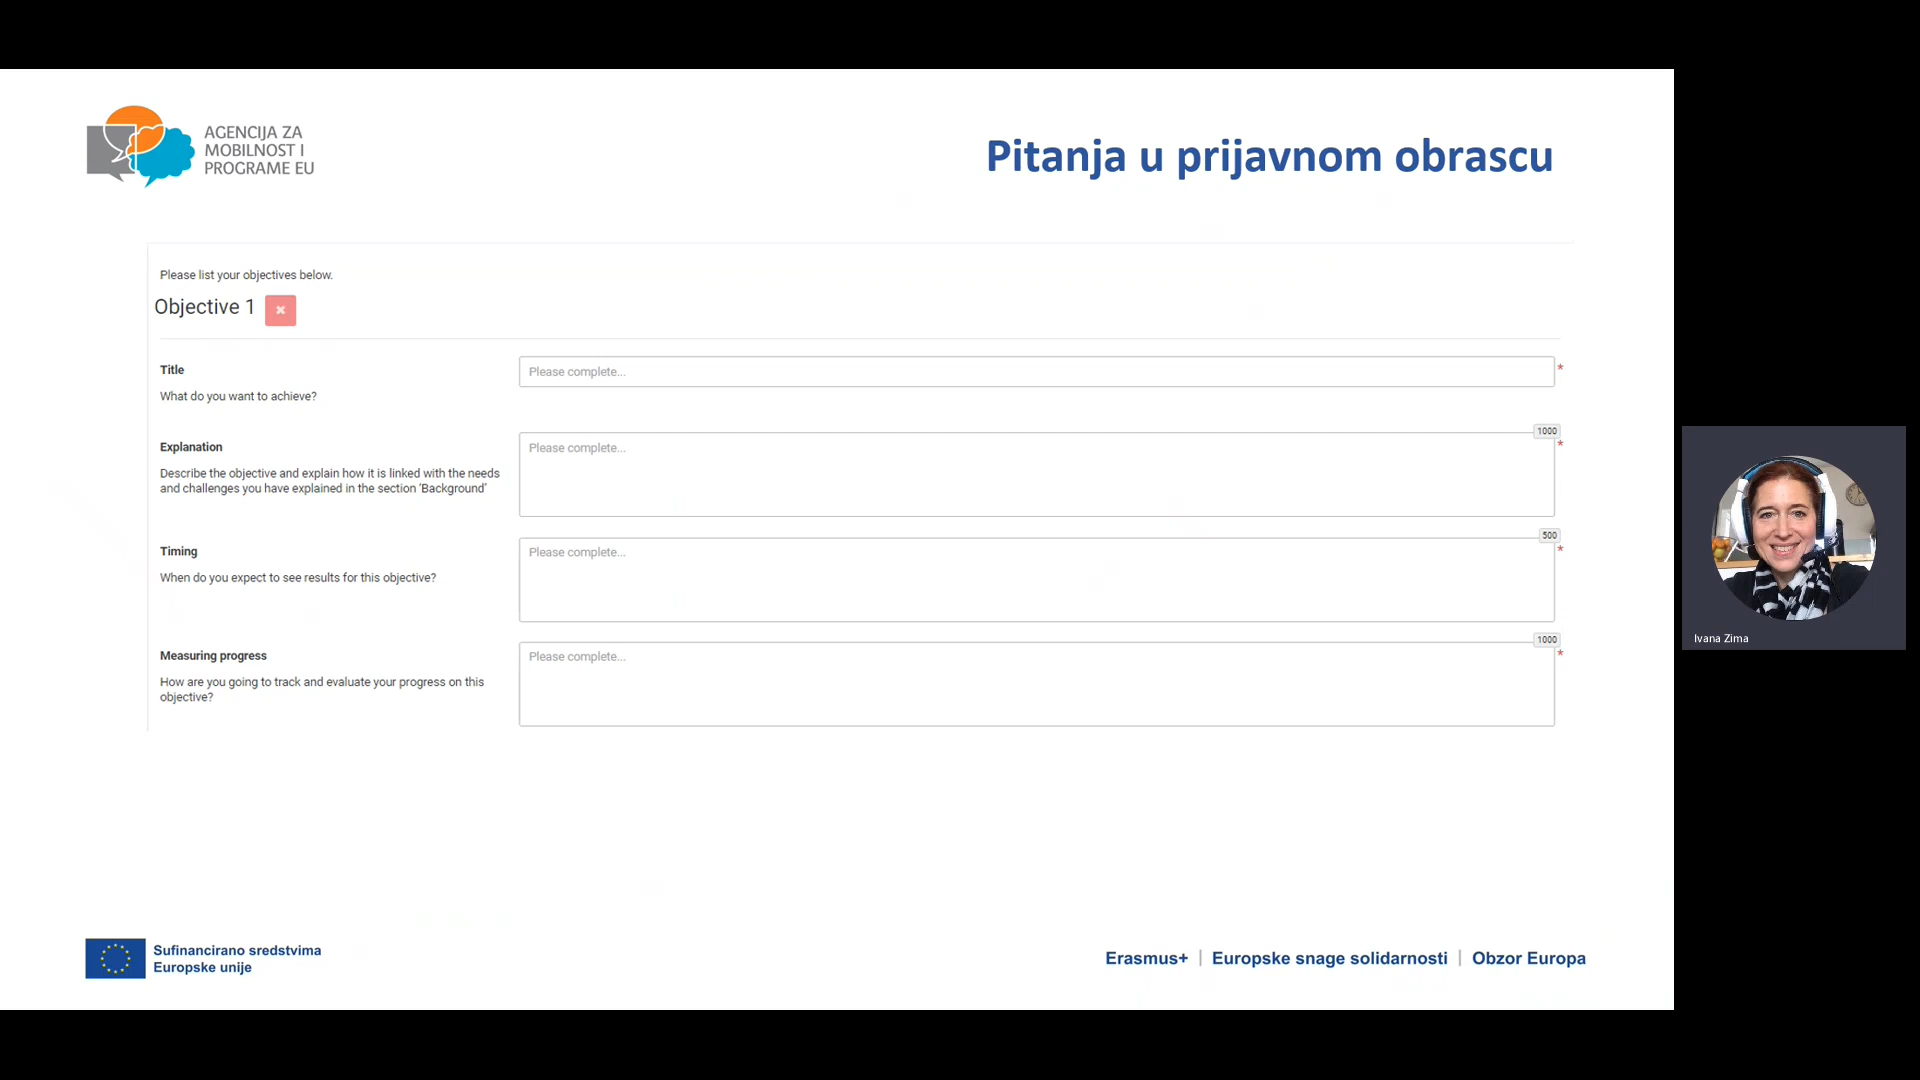 AGENCIJA ZA
MOBILNOST I
PROGRAME EU
Pitanja u prijavnom obrascu
Please list your objectives below.
Objective 1
Title
Please complete...
*
What do you want to achieve?
1000
Explanation
Please complete...
*
Describe the objective and explain how it is linked with the needs
and challenges you have explained in the section 'Background'
500
Timing
Please complete...
*
When do you expect to see results for this objective?
1000
Measuring progress
Please complete...
*
How are you going to track and evaluate your progress on this
objective?
Ivana Zima
Sufinancirano sredstvima
Europske unije
Erasmus+ | Europske snage solidarnosti | Obzor Europa